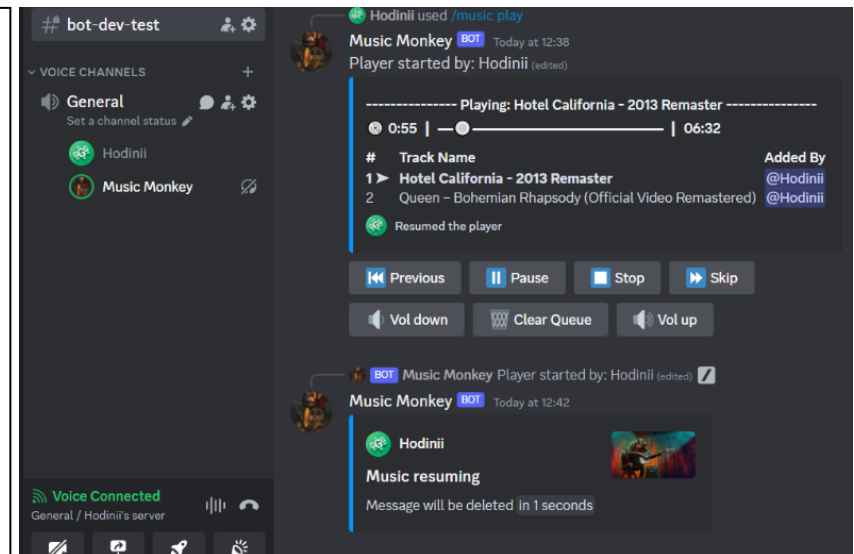 bot-dev-test
VOICE CHANNELS
General
Set a channel status
Hodinii
Music Monkey
Voice Connected
General / Hodinii's server
Hodinii used /music play
Music Monkey BOT Today at 12:38
Player started by: Hodinii (edited)
--------------- Playing: Hotel California - 2013 Remaster ---------------
0:55 | — ———————————— | 06:32
# Track Name Added By
1➤ Hotel California - 2013 Remaster @Hodinii
2 Queen – Bohemian Rhapsody (Official Video Remastered) @Hodinii
Resumed the player
Previous Pause Stop Skip
Vol down Clear Queue Vol up
BOT Music Monkey Player started by: Hodinii (edited)
Music Monkey BOT Today at 12:42
Hodinii
Music resuming
Message will be deleted in 1 seconds